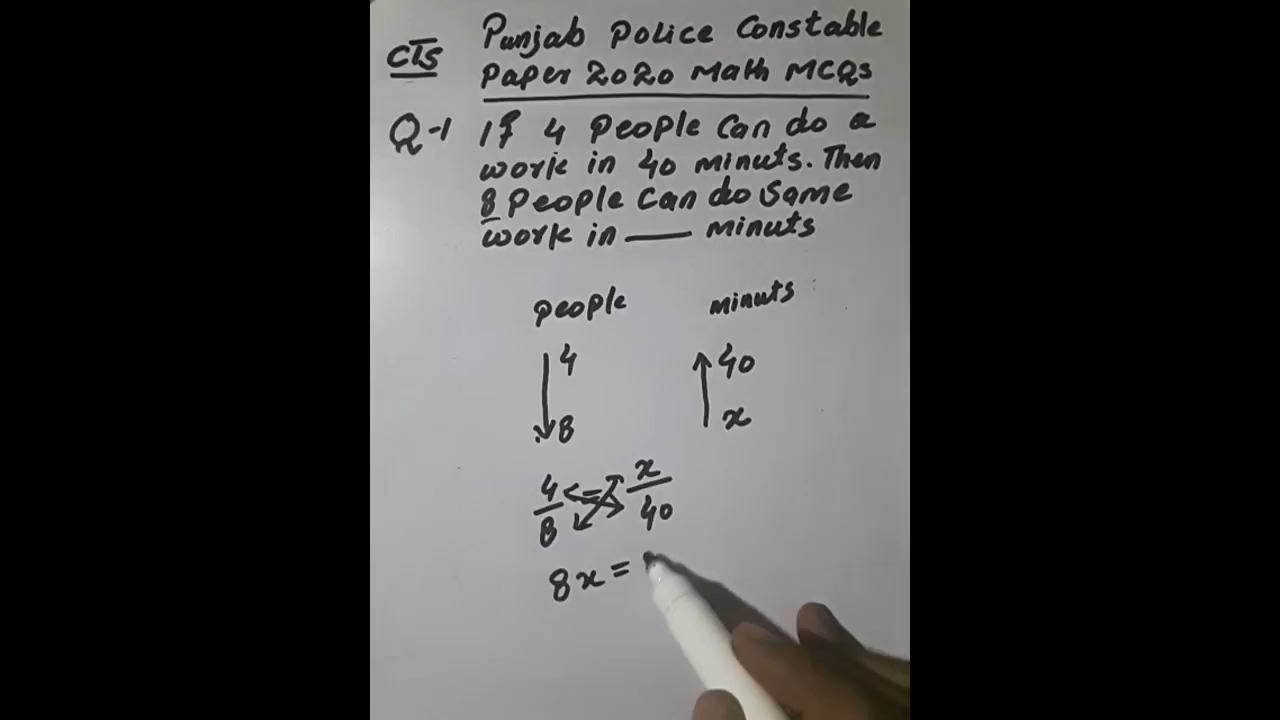 CTS Punjab Police Constable
Paper 2020 Math MCQs
Q-1 If 4 People Can do a
work in 40 minuts. Then
8 People Can do Same
work in ___ minuts
People minuts
4 40
8 x
4/8 = x/40
8x =